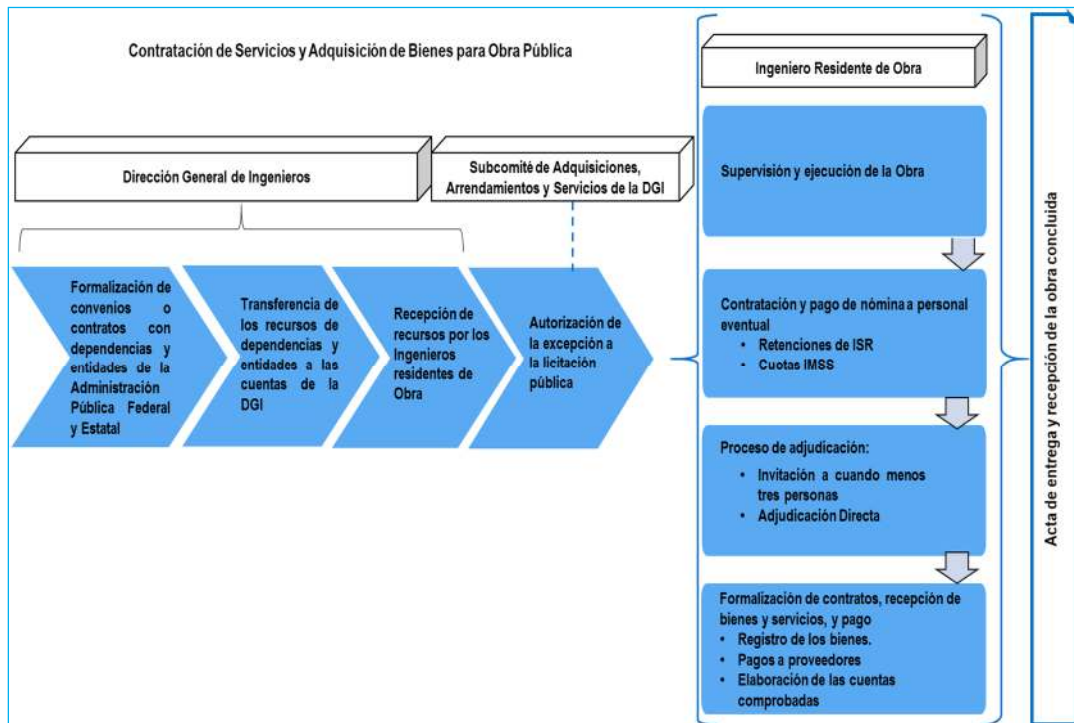 Contratación de Servicios y Adquisición de Bienes para Obra Pública
Dirección General de Ingenieros
Subcomité de Adquisiciones,
Arrendamientos y Servicios de la DGI
Formalización de
convenios o
contratos con
dependencias y
entidades de la
Administración
Pública Federal
y Estatal
Transferencia de
los recursos de
dependencias y
entidades a las
cuentas de la
DGI
Recepción de
recursos por los
Ingenieros
residentes de
Obra
Autorización de
la excepción a
la licitación
pública
Ingeniero Residente de Obra
Supervisión y ejecución de la Obra
Contratación y pago de nómina a personal
eventual
• Retenciones de ISR
• Cuotas IMSS
Proceso de adjudicación:
• Invitación a cuando menos
tres personas
• Adjudicación Directa
Formalización de contratos, recepción de
bienes y servicios, y pago
• Registro de los bienes.
• Pagos a proveedores
• Elaboración de las cuentas
comprobadas
Acta de entrega y recepción de la obra concluida